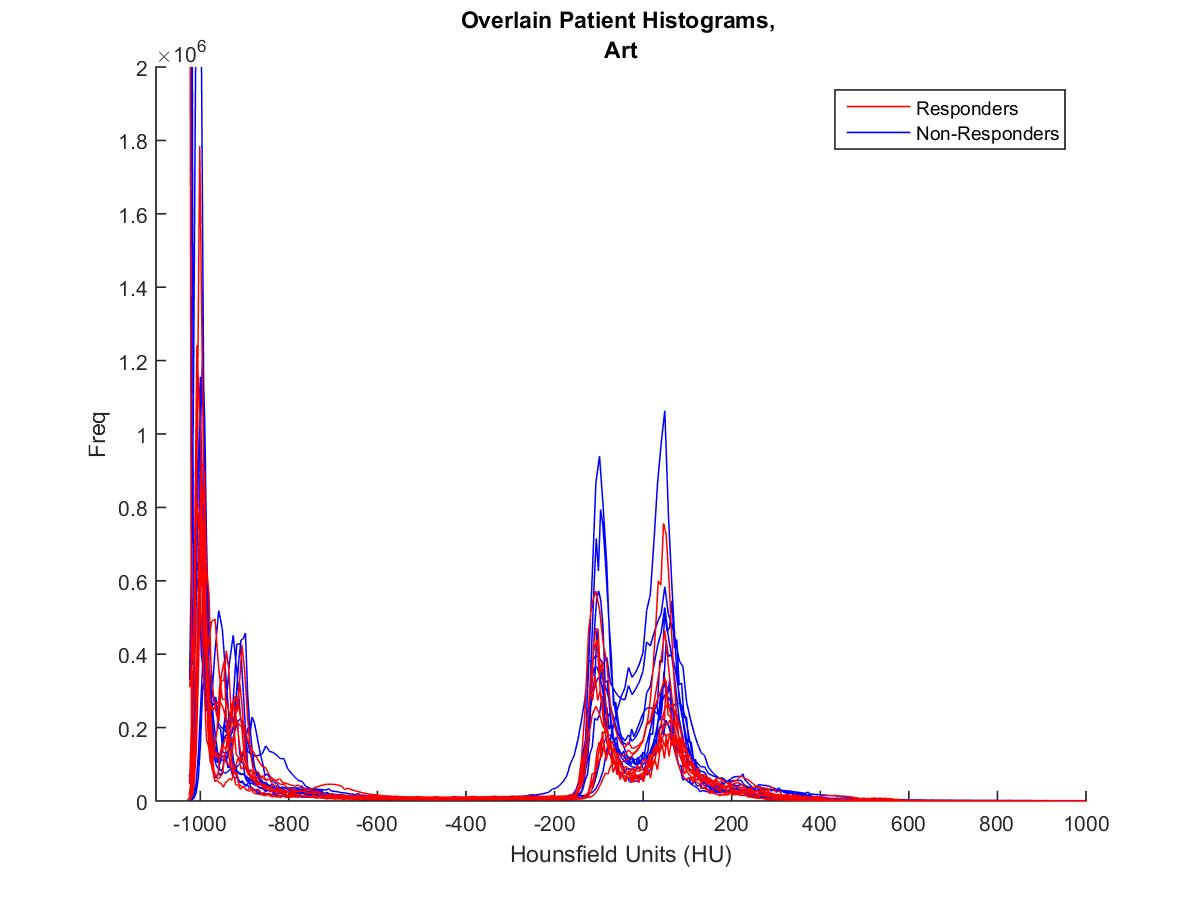 Overlain Patient Histograms,
Art
×10^6
2
1.8
1.6
1.4
1.2
1
0.8
0.6
0.4
0.2
0
Freq
Responders
Non-Responders
-1000 -800 -600 -400 -200 0 200 400 600 800 1000
Hounsfield Units (HU)